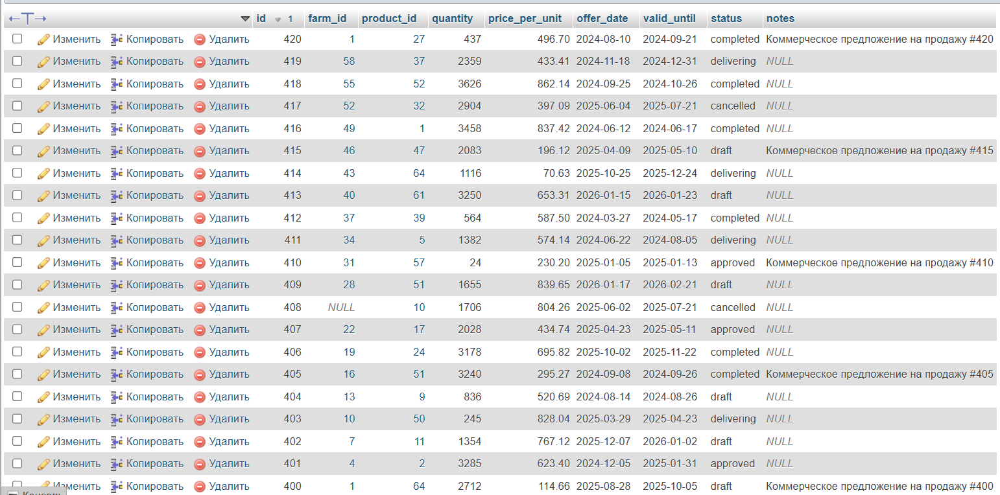 id 1 farm_id product_id quantity price_per_unit offer_date valid_until status notes
Изменить Копировать Удалить 420 1 27 437 496.70 2024-08-10 2024-09-21 completed Коммерческое предложение на продажу #420
Изменить Копировать Удалить 419 58 37 2359 433.41 2024-11-18 2024-12-31 delivering NULL
Изменить Копировать Удалить 418 55 52 3626 862.14 2024-09-25 2024-10-26 completed NULL
Изменить Копировать Удалить 417 52 32 2904 397.09 2025-06-04 2025-07-21 cancelled NULL
Изменить Копировать Удалить 416 49 1 3458 837.42 2024-06-12 2024-06-17 completed NULL
Изменить Копировать Удалить 415 46 47 2083 196.12 2025-04-09 2025-05-10 draft Коммерческое предложение на продажу #415
Изменить Копировать Удалить 414 43 64 1116 70.63 2025-10-25 2025-12-24 delivering NULL
Изменить Копировать Удалить 413 40 61 3250 653.31 2026-01-15 2026-01-23 draft NULL
Изменить Копировать Удалить 412 37 39 564 587.50 2024-03-27 2024-05-17 completed NULL
Изменить Копировать Удалить 411 34 5 1382 574.14 2024-06-22 2024-08-05 delivering NULL
Изменить Копировать Удалить 410 31 57 24 230.20 2025-01-05 2025-01-13 approved Коммерческое предложение на продажу #410
Изменить Копировать Удалить 409 28 51 1655 839.65 2026-01-17 2026-02-21 draft NULL
Изменить Копировать Удалить 408 NULL 10 1706 804.26 2025-06-02 2025-07-21 cancelled NULL
Изменить Копировать Удалить 407 22 17 2028 434.74 2025-04-23 2025-05-11 approved NULL
Изменить Копировать Удалить 406 19 24 3178 695.82 2025-10-02 2025-11-22 completed NULL
Изменить Копировать Удалить 405 16 51 3240 295.27 2024-09-08 2024-09-26 completed Коммерческое предложение на продажу #405
Изменить Копировать Удалить 404 13 9 836 520.69 2024-08-14 2024-08-26 draft NULL
Изменить Копировать Удалить 403 10 50 245 828.04 2025-03-29 2025-04-23 delivering NULL
Изменить Копировать Удалить 402 7 11 1354 767.12 2025-12-07 2026-01-02 draft NULL
Изменить Копировать Удалить 401 4 2 3285 623.40 2024-12-05 2025-01-31 approved NULL
Изменить Копировать Удалить 400 1 64 2712 114.66 2025-08-28 2025-10-05 draft Коммерческое предложение на продажу #400
Консоль